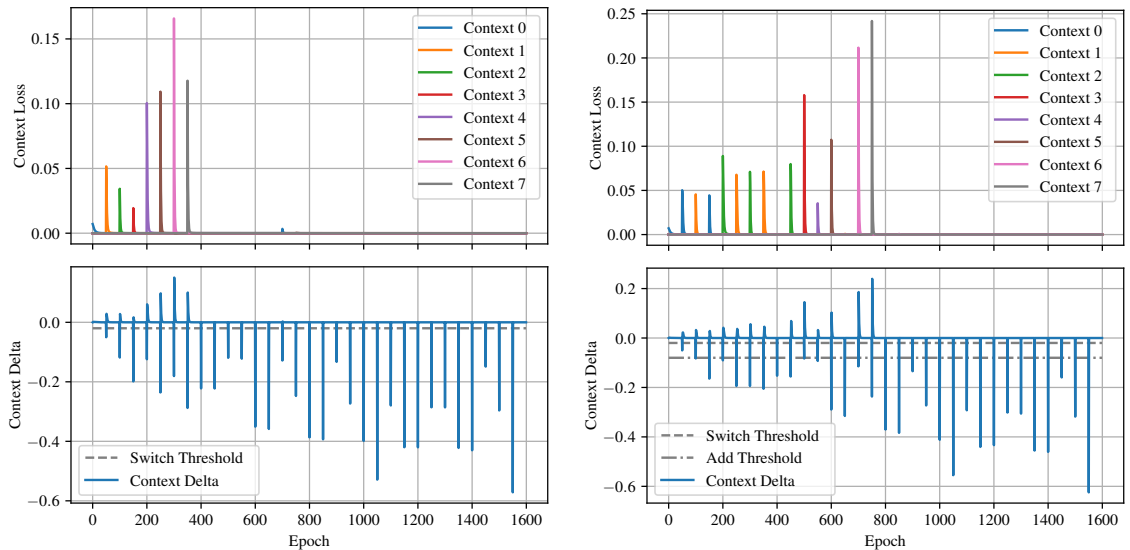 Context Loss
0.15
0.10
0.05
0.00
Context 0
Context 1
Context 2
Context 3
Context 4
Context 5
Context 6
Context 7
Context Delta
0.0
−0.2
−0.4
−0.6
Switch Threshold
Context Delta
0 200 400 600 800 1000 1200 1400 1600
Epoch
Context Loss
0.25
0.20
0.15
0.10
0.05
0.00
Context 0
Context 1
Context 2
Context 3
Context 4
Context 5
Context 6
Context 7
Context Delta
0.2
0.0
−0.2
−0.4
−0.6
Switch Threshold
Add Threshold
Context Delta
0 200 400 600 800 1000 1200 1400 1600
Epoch